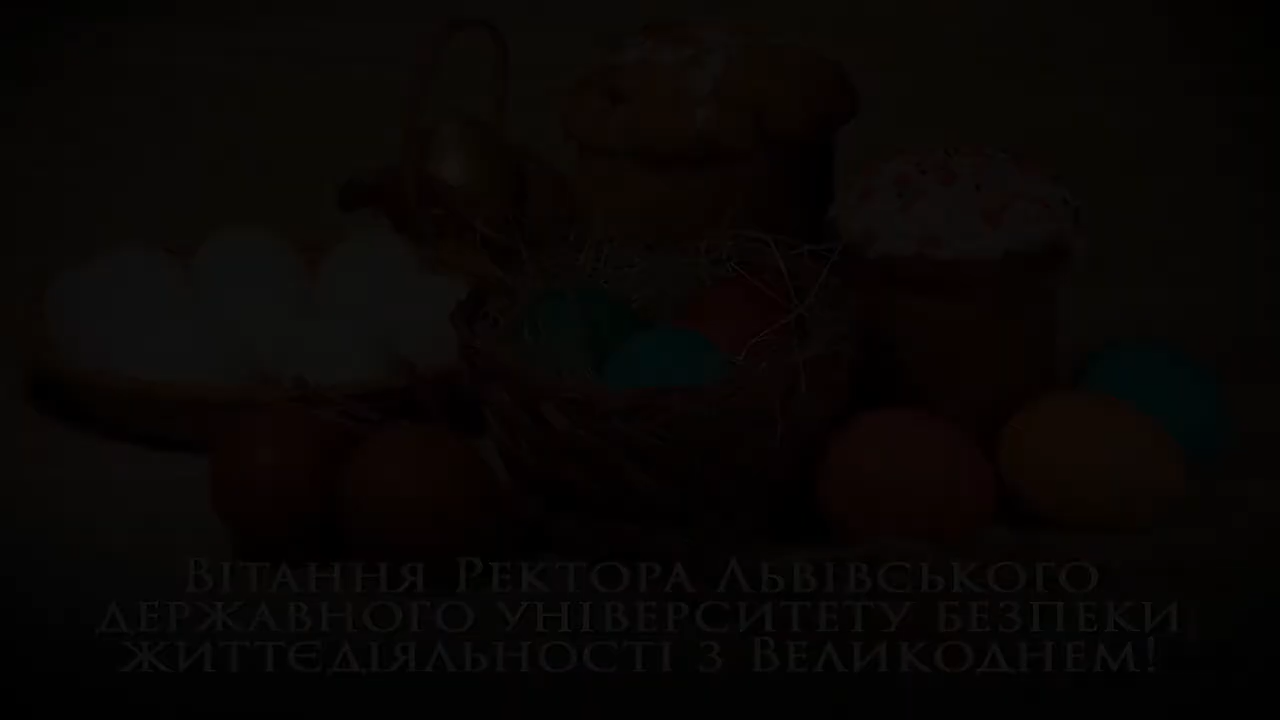 Вітання Ректора Львівського
державного університету безпеки
життєдіяльності з Великоднем!